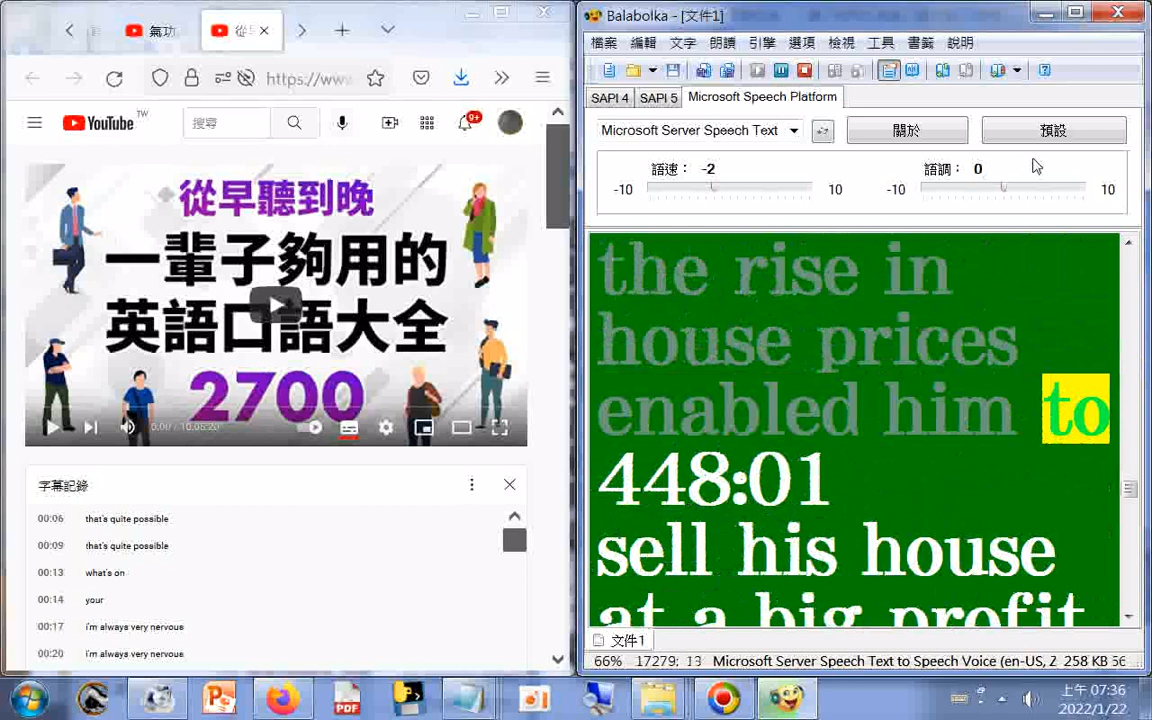 氣功
從
https://www
YouTube TW
搜尋
9+
從早聽到晚
一輩子夠用的
英語口語大全
2700
0:00 / 10:05:20
字幕記錄
00:06 that's quite possible
00:09 that's quite possible
00:13 what's on
00:14 your
00:17 i'm always very nervous
00:20 i'm always very nervous
Balabolka - [文件1]
檔案 編輯 文字 朗讀 引擎 選項 檢視 工具 書籤 說明
SAPI 4 SAPI 5 Microsoft Speech Platform
Microsoft Server Speech Text 關於 預設
語速： -2 語調： 0
-10 10 -10 10
the rise in
house prices
enabled him to
448:01
sell his house
at a big profit
文件1
66% 17279: 13 Microsoft Server Speech Text to Speech Voice (en-US, 2 258 KB 56
PDF
上午 07:36
2022/1/22